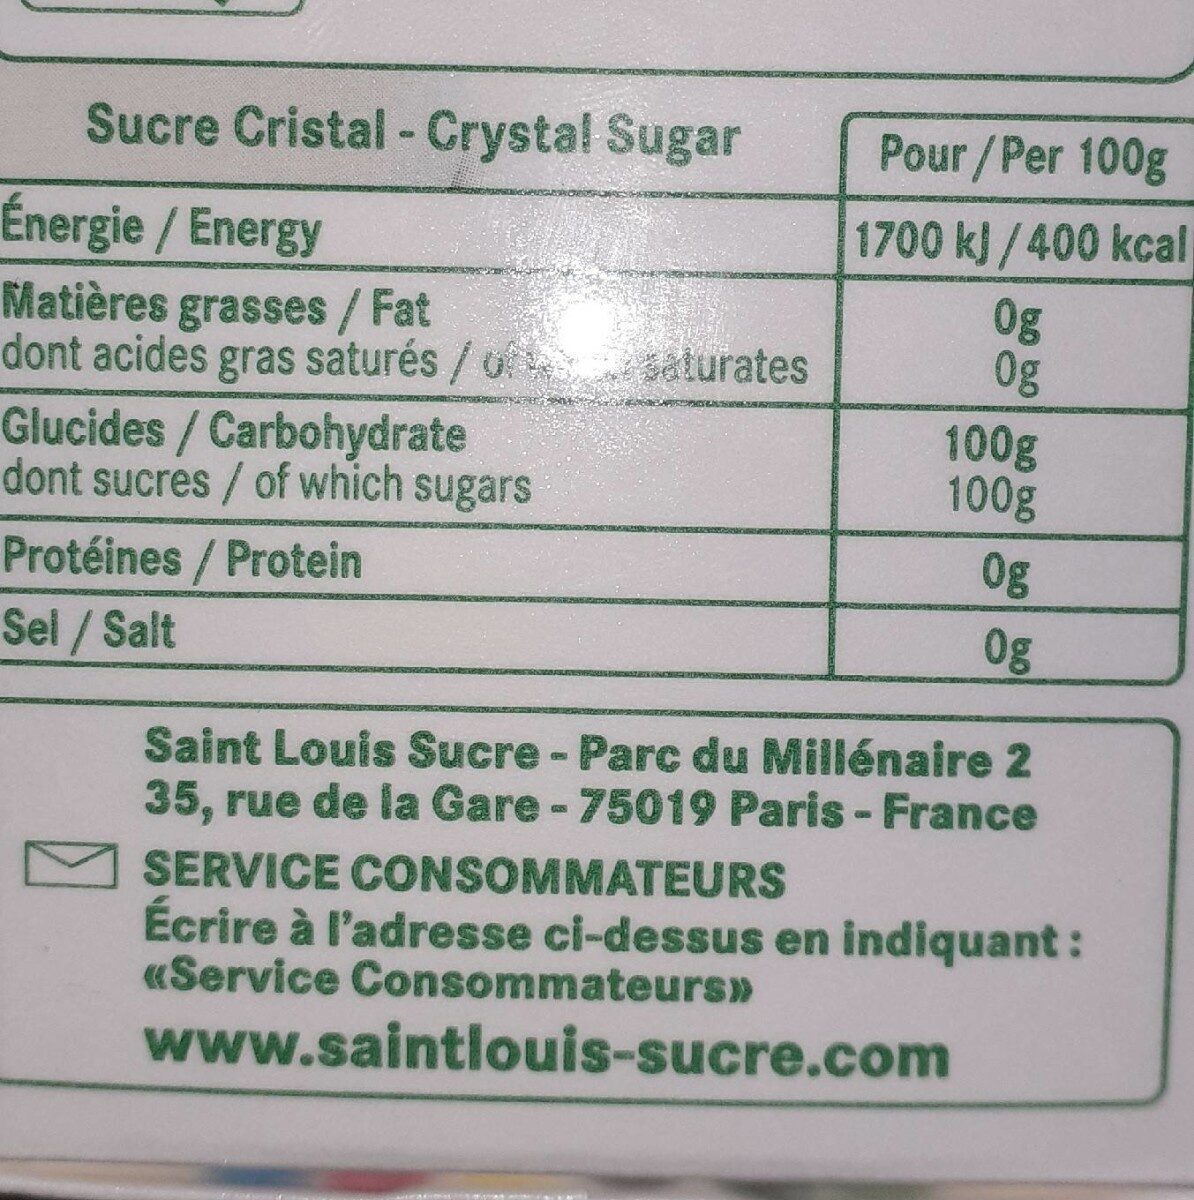 Sucre Cristal - Crystal Sugar Pour / Per 100g
Énergie / Energy 1700 kJ / 400 kcal
Matières grasses / Fat 0g
dont acides gras saturés / of saturates 0g
Glucides / Carbohydrate 100g
dont sucres / of which sugars 100g
Protéines / Protein 0g
Sel / Salt 0g
Saint Louis Sucre - Parc du Millénaire 2
35, rue de la Gare - 75019 Paris - France
SERVICE CONSOMMATEURS
Écrire à l'adresse ci-dessus en indiquant :
«Service Consommateurs»
www.saintlouis-sucre.com